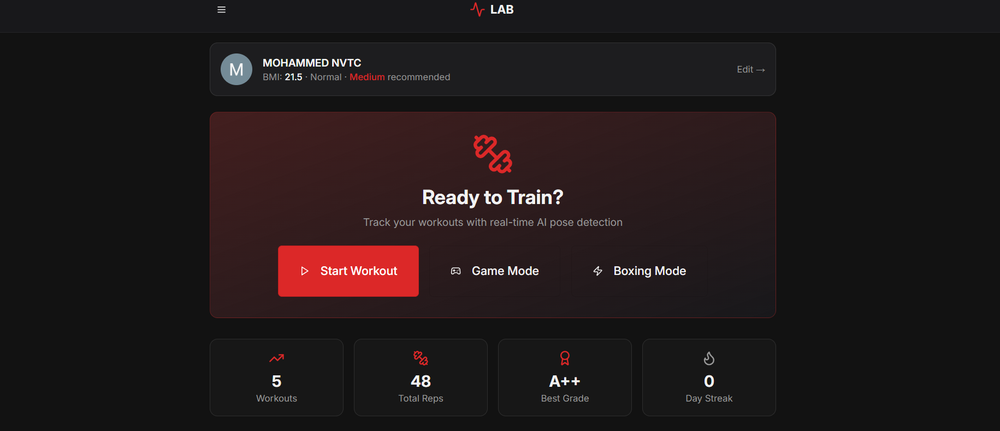 LAB
M
MOHAMMED NVTC
BMI: 21.5 · Normal · Medium recommended
Edit →
Ready to Train?
Track your workouts with real-time AI pose detection
Start Workout
Game Mode
Boxing Mode
5
Workouts
48
Total Reps
A++
Best Grade
0
Day Streak